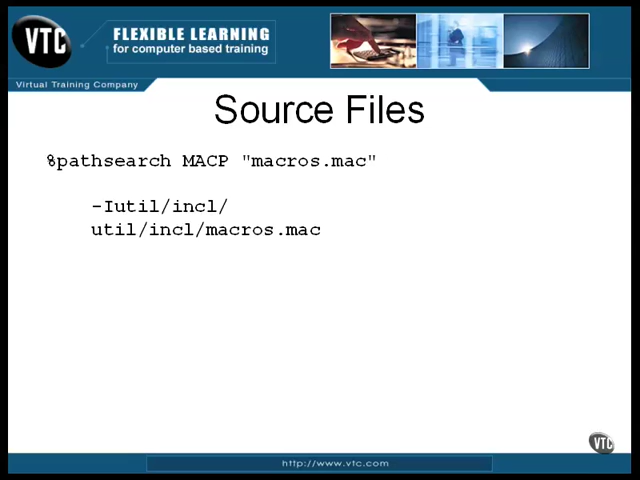 VTC
FLEXIBLE LEARNING
for computer based training
Virtual Training Company
Source Files
%pathsearch MACP "macros.mac"
-Iutil/incl/
util/incl/macros.mac
VTC
http://www.vtc.com